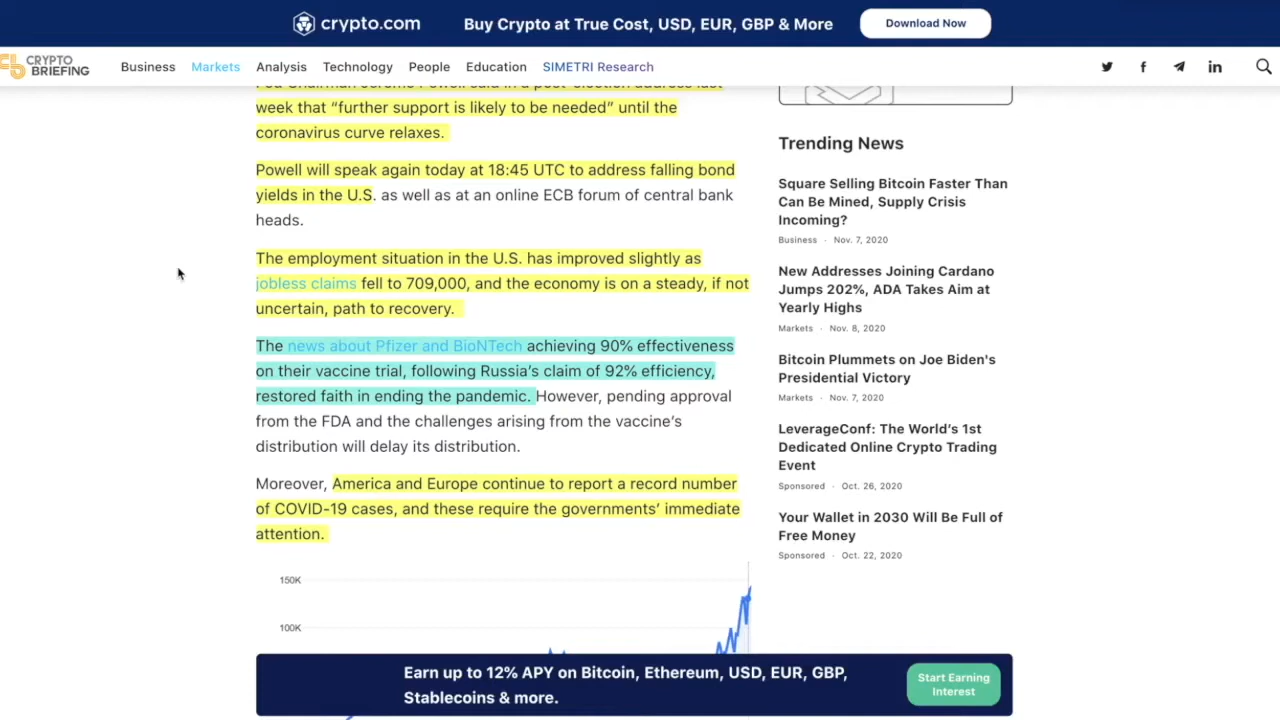 crypto.com
Buy Crypto at True Cost, USD, EUR, GBP & More
Download Now
CRYPTO
BRIEFING
Business Markets Analysis Technology People Education SIMETRI Research
week that “further support is likely to be needed” until the
coronavirus curve relaxes.
Powell will speak again today at 18:45 UTC to address falling bond
yields in the U.S. as well as at an online ECB forum of central bank
heads.
The employment situation in the U.S. has improved slightly as
jobless claims fell to 709,000, and the economy is on a steady, if not
uncertain, path to recovery.
The news about Pfizer and BioNTech achieving 90% effectiveness
on their vaccine trial, following Russia’s claim of 92% efficiency,
restored faith in ending the pandemic. However, pending approval
from the FDA and the challenges arising from the vaccine’s
distribution will delay its distribution.
Moreover, America and Europe continue to report a record number
of COVID-19 cases, and these require the governments’ immediate
attention.
150K
100K
Trending News
Square Selling Bitcoin Faster Than
Can Be Mined, Supply Crisis
Incoming?
Business · Nov. 7, 2020
New Addresses Joining Cardano
Jumps 202%, ADA Takes Aim at
Yearly Highs
Markets · Nov. 8, 2020
Bitcoin Plummets on Joe Biden's
Presidential Victory
Markets · Nov. 7, 2020
LeverageConf: The World’s 1st
Dedicated Online Crypto Trading
Event
Sponsored · Oct. 26, 2020
Your Wallet in 2030 Will Be Full of
Free Money
Sponsored · Oct. 22, 2020
Earn up to 12% APY on Bitcoin, Ethereum, USD, EUR, GBP,
Stablecoins & more.
Start Earning
Interest